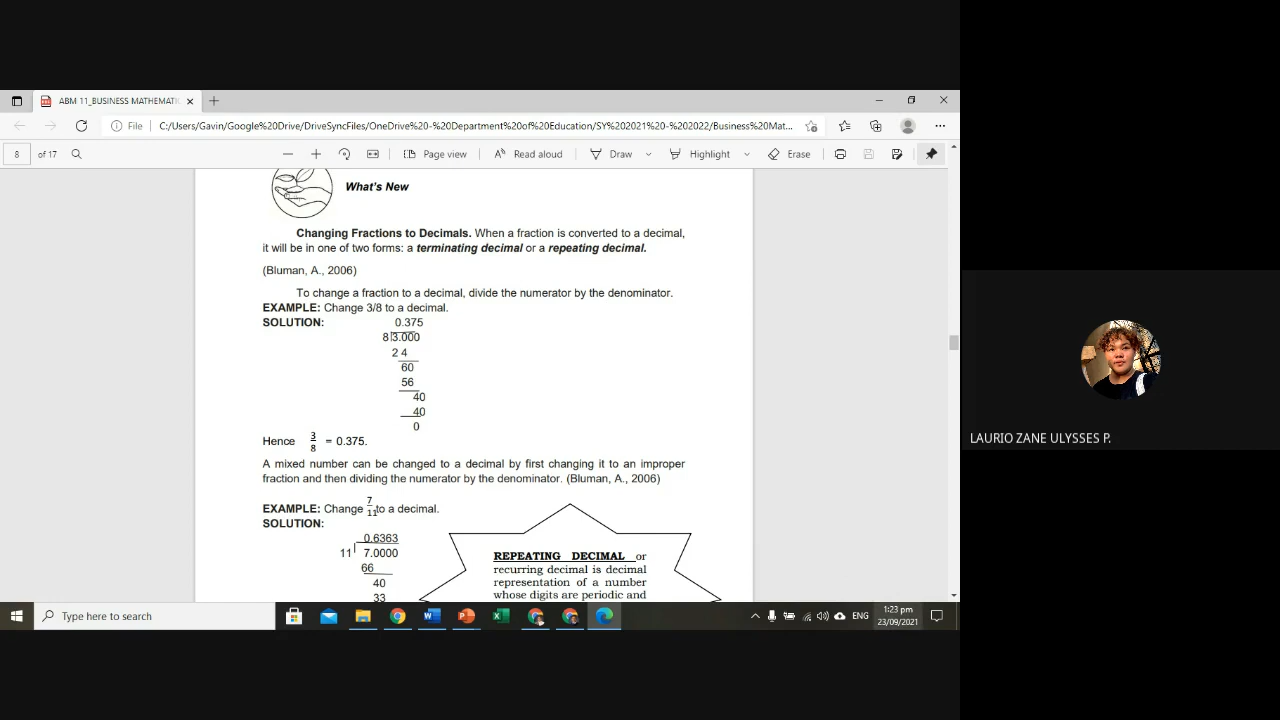 ABM 11_BUSINESS MATHEMATI
File C:/Users/Gavin/Google%20Drive/DriveSyncFiles/OneDrive%20-%20Department%20of%20Education/SY%202021%20-%202022/Business%20Mat...
8 of 17 Page view Read aloud Draw Highlight Erase
What's New
Changing Fractions to Decimals. When a fraction is converted to a decimal,
it will be in one of two forms: a terminating decimal or a repeating decimal.
(Bluman, A., 2006)
To change a fraction to a decimal, divide the numerator by the denominator.
EXAMPLE: Change 3/8 to a decimal.
SOLUTION: 0.375
8 3.000
2 4
60
56
40
40
0
Hence 3/8 = 0.375.
A mixed number can be changed to a decimal by first changing it to an improper
fraction and then dividing the numerator by the denominator. (Bluman, A., 2006)
EXAMPLE: Change 7/11 to a decimal.
SOLUTION:
0.6363
11 7.0000
66
40
33
REPEATING DECIMAL or
recurring decimal is decimal
representation of a number
whose digits are periodic and
LAURIO ZANE ULYSSES P.
Type here to search
ENG
1:23 pm
23/09/2021